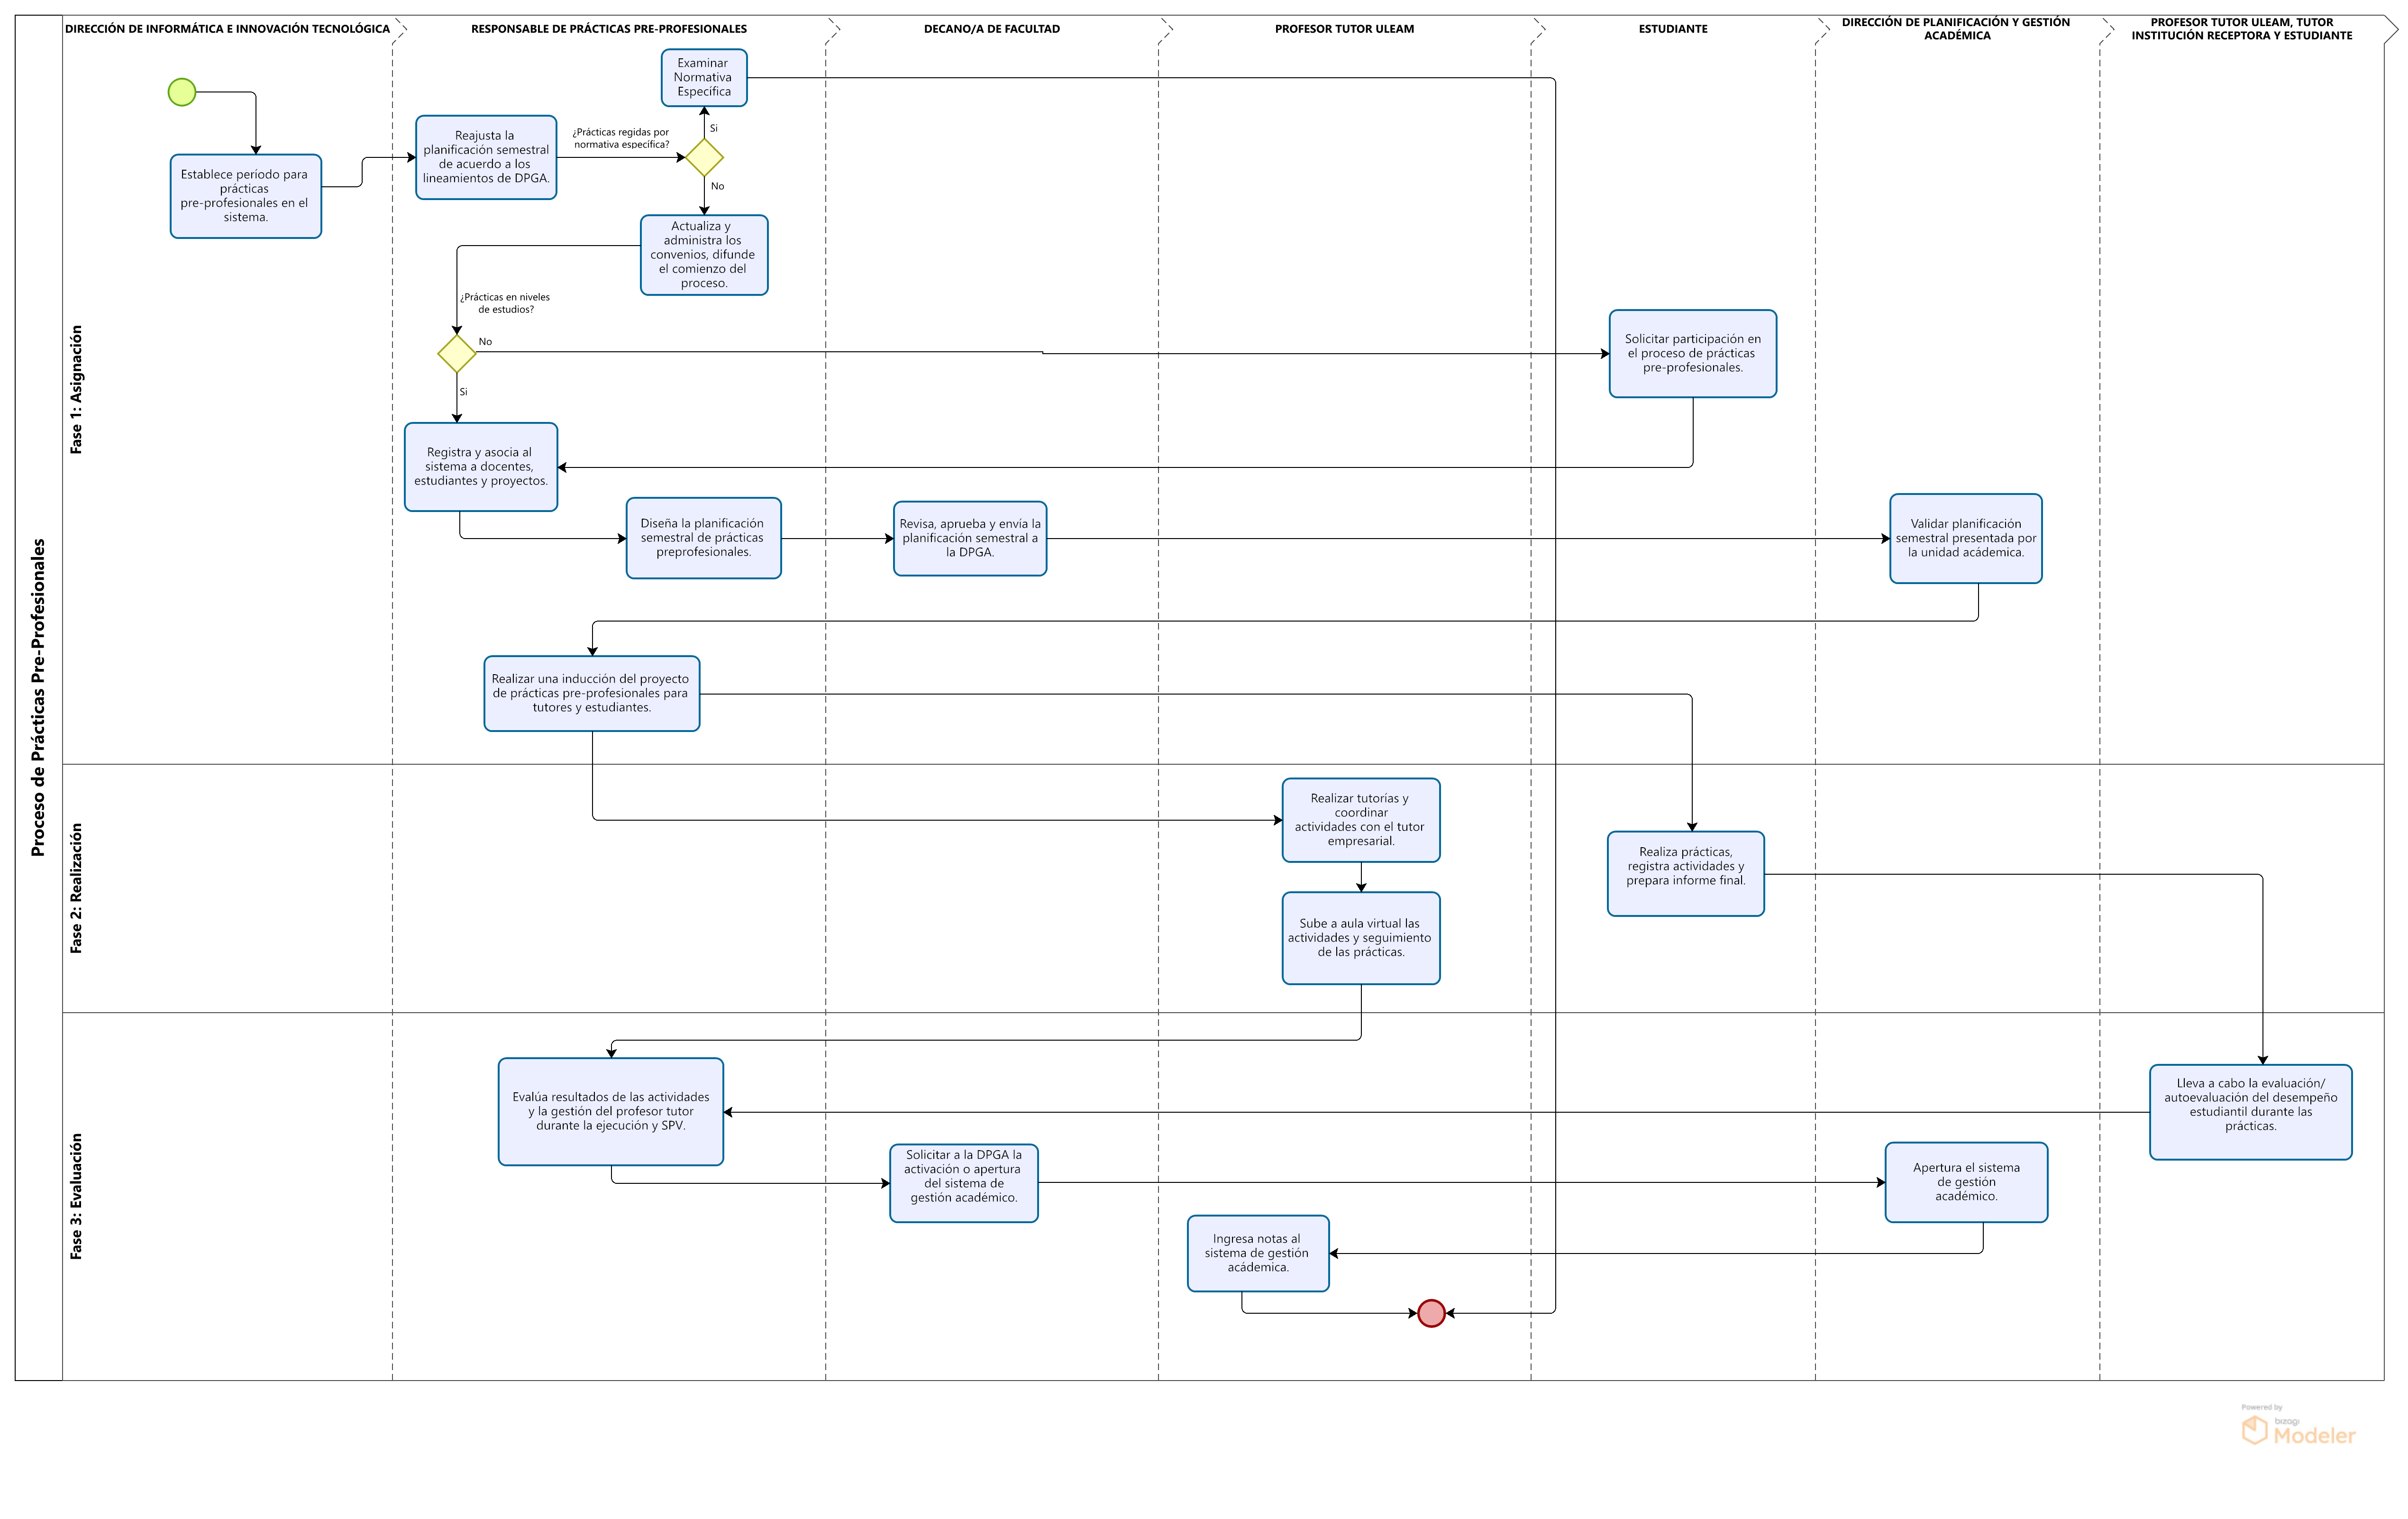 DIRECCIÓN DE INFORMÁTICA E INNOVACIÓN TECNOLÓGICA
RESPONSABLE DE PRÁCTICAS PRE-PROFESIONALES
DECANO/A DE FACULTAD
PROFESOR TUTOR ULEAM
ESTUDIANTE
DIRECCIÓN DE PLANIFICACIÓN Y GESTIÓN
ACADÉMICA
PROFESOR TUTOR ULEAM, TUTOR
INSTITUCIÓN RECEPTORA Y ESTUDIANTE
Proceso de Prácticas Pre-Profesionales
Fase 1: Asignación
Establece período para
prácticas
pre-profesionales en el
sistema.
Reajusta la
planificación semestral
de acuerdo a los
lineamientos de DPGA.
¿Prácticas regidas por
normativa específica?
Examinar
Normativa
Específica
Si
No
Actualiza y
administra los
convenios, difunde
el comienzo del
proceso.
¿Prácticas en niveles
de estudios?
No
Si
Solicitar participación en
el proceso de prácticas
pre-profesionales.
Registra y asocia al
sistema a docentes,
estudiantes y proyectos.
Diseña la planificación
semestral de prácticas
preprofesionales.
Revisa, aprueba y envía la
planificación semestral a
la DPGA.
Validar planificación
semestral presentada por
la unidad acádemica.
Realizar una inducción del proyecto
de prácticas pre-profesionales para
tutores y estudiantes.
Fase 2: Realización
Realizar tutorías y
coordinar
actividades con el tutor
empresarial.
Realiza prácticas,
registra actividades y
prepara informe final.
Sube a aula virtual las
actividades y seguimiento
de las prácticas.
Fase 3: Evaluación
Evalúa resultados de las actividades
y la gestión del profesor tutor
durante la ejecución y SPV.
Lleva a cabo la evaluación/
autoevaluación del desempeño
estudiantil durante las
prácticas.
Solicitar a la DPGA la
activación o apertura
del sistema de
gestión académico.
Apertura el sistema
de gestión
académico.
Ingresa notas al
sistema de gestión
acádemica.
Powered by
bizagi
Modeler